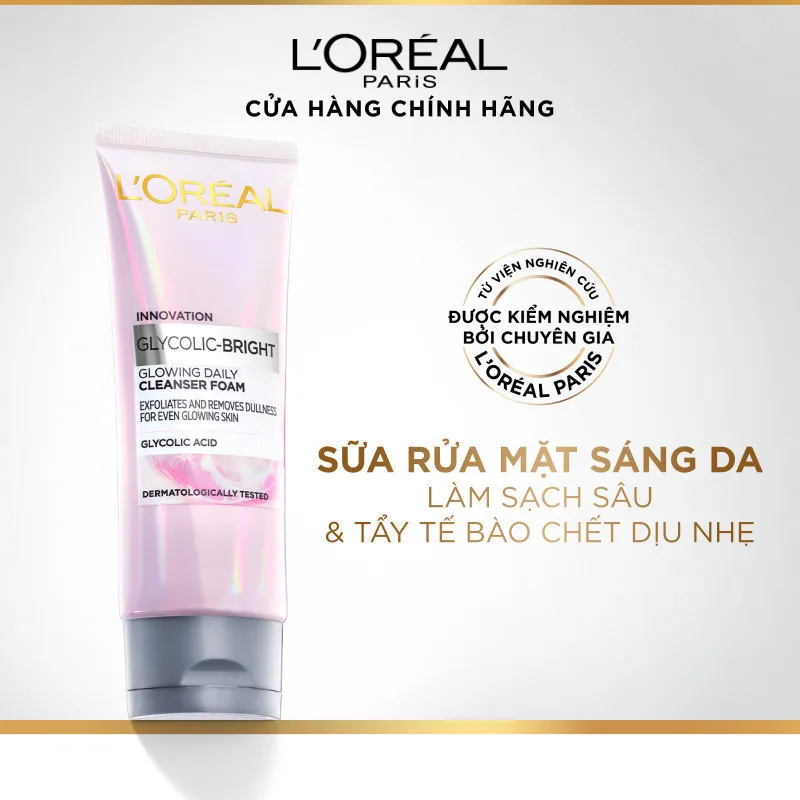 L'ORÉAL
PARiS
CỬA HÀNG CHÍNH HÃNG
L'ORÉAL
PARiS
INNOVATION
GLYCOLIC-BRIGHT
GLOWING DAILY
CLEANSER FOAM
EXFOLIATES AND REMOVES DULLNESS
FOR EVEN GLOWING SKIN
GLYCOLIC ACID
DERMATOLOGICALLY TESTED
TỪ VIỆN NGHIÊN CỨU
ĐƯỢC KIỂM NGHIỆM
BỞI CHUYÊN GIA
L'ORÉAL PARIS
SỮA RỬA MẶT SÁNG DA
LÀM SẠCH SÂU
& TẨY TẾ BÀO CHẾT DỊU NHẸ